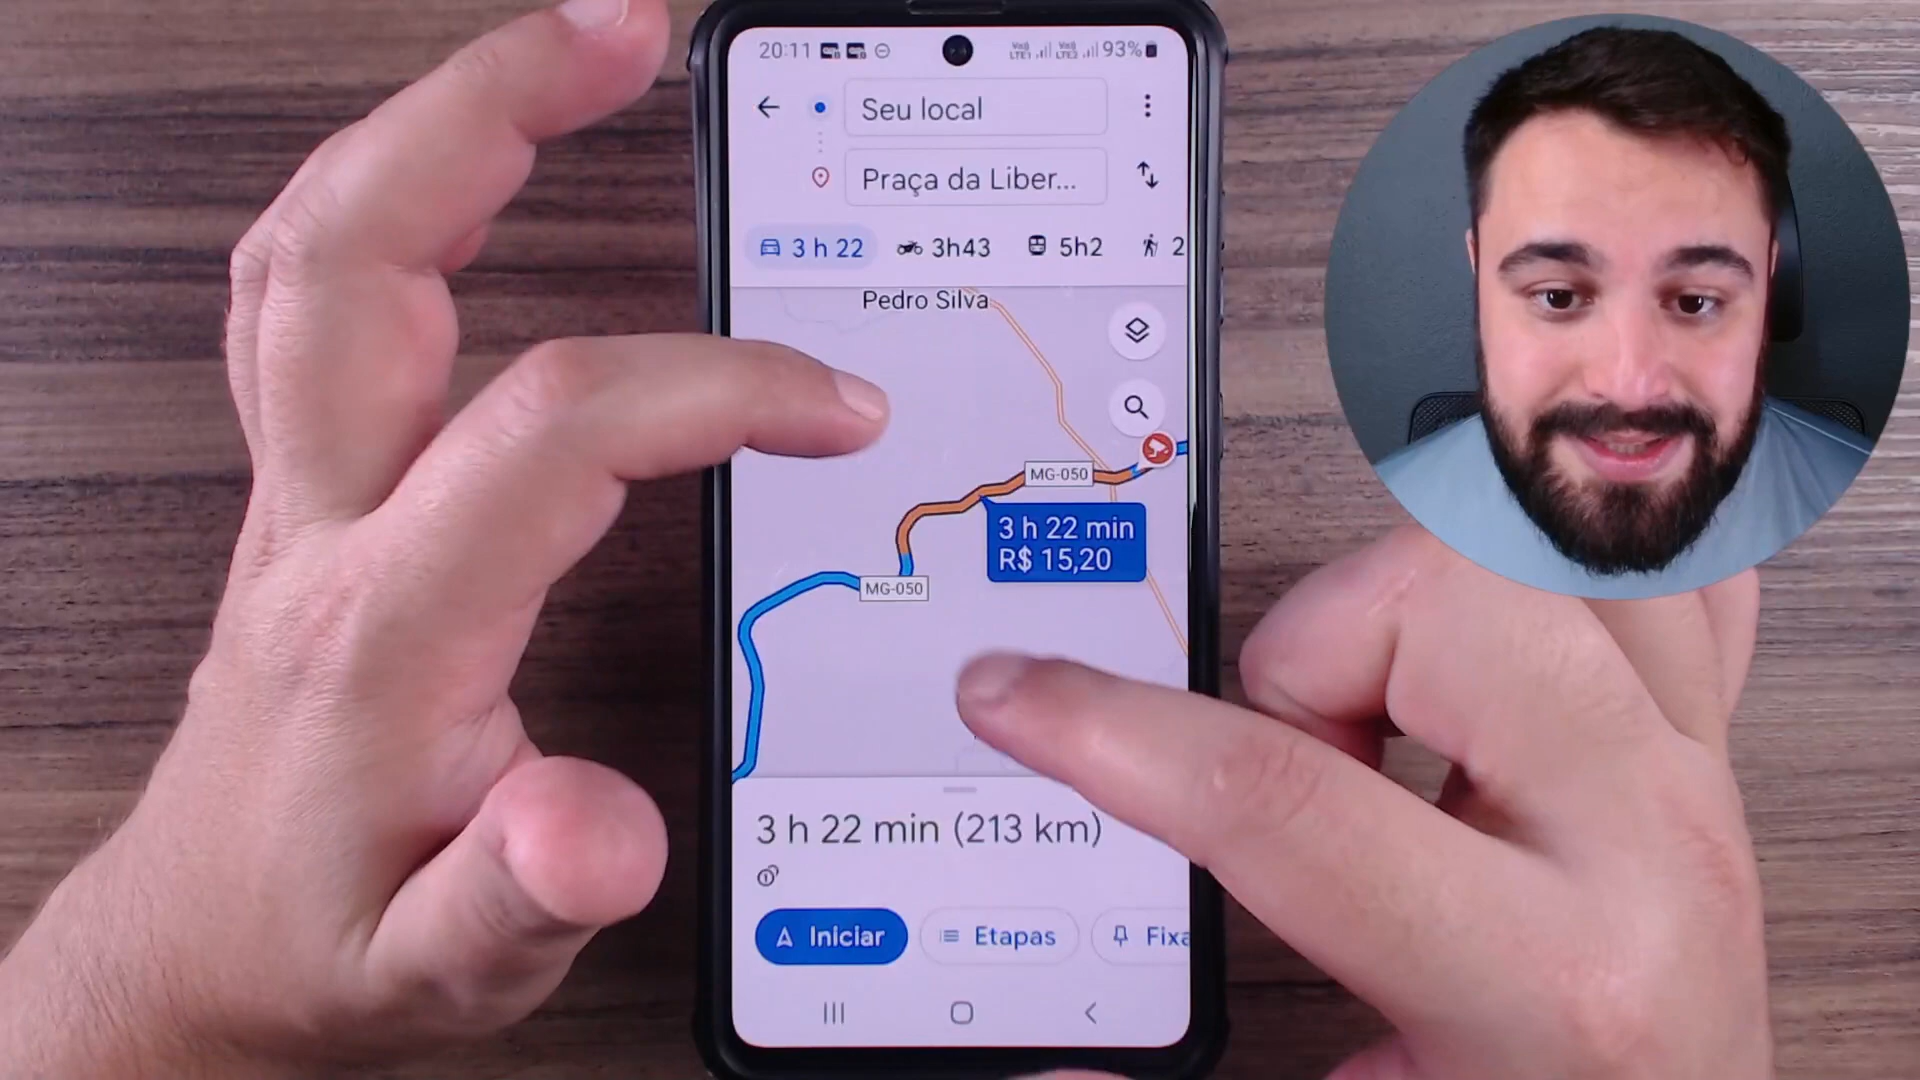 20:11
93%
Seu local
Praça da Liber...
3 h 22
3h43
5h2
2
Pedro Silva
MG-050
3 h 22 min
R$ 15,20
MG-050
3 h 22 min (213 km)
Iniciar
Etapas
Fixa